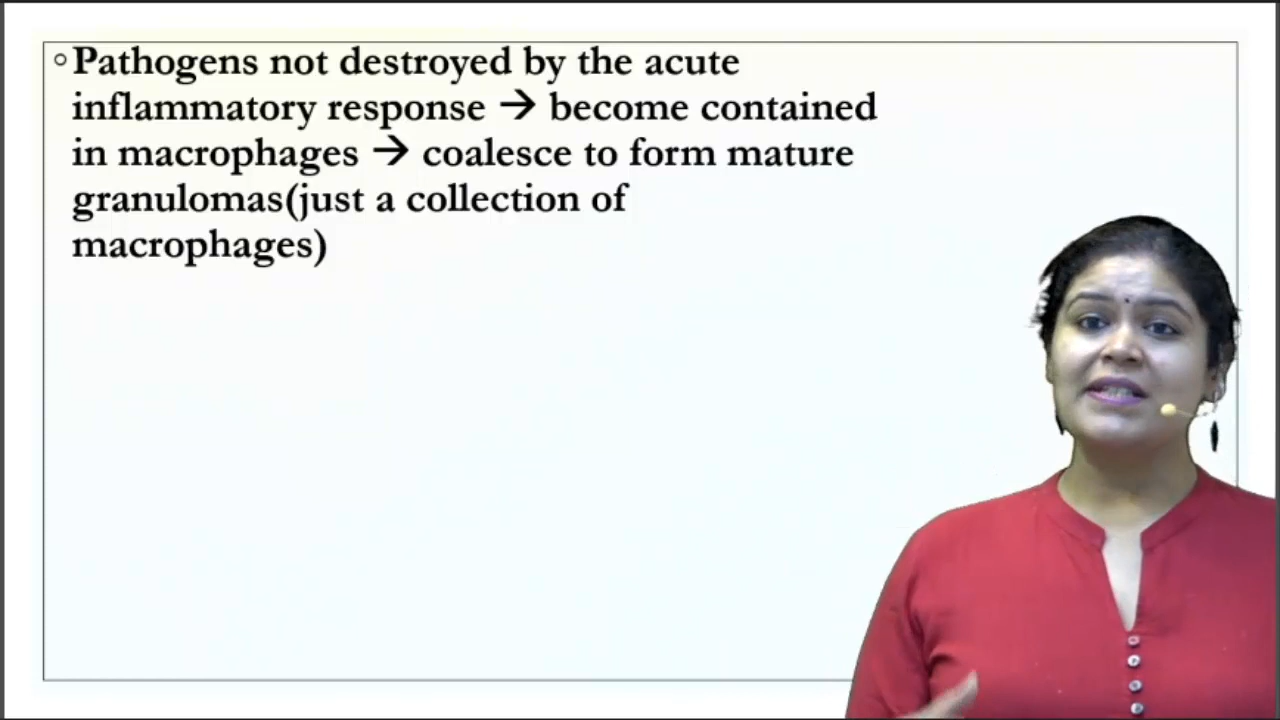 ◦Pathogens not destroyed by the acute
inflammatory response → become contained
in macrophages → coalesce to form mature
granulomas(just a collection of
macrophages)